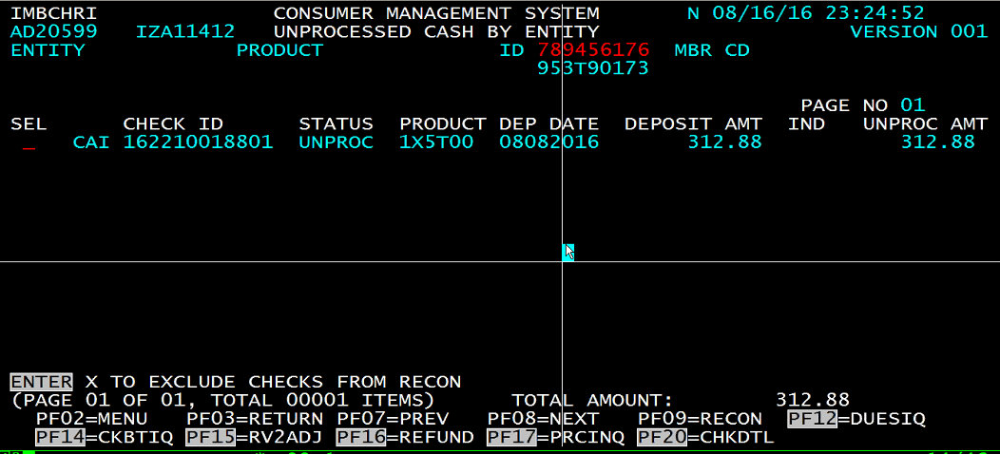 IMBCHRI CONSUMER MANAGEMENT SYSTEM N 08/16/16 23:24:52
AD20599 IZA11412 UNPROCESSED CASH BY ENTITY VERSION 001
ENTITY PRODUCT ID 789456176 MBR CD
953T90173
PAGE NO 01
SEL CHECK ID STATUS PRODUCT DEP DATE DEPOSIT AMT IND UNPROC AMT
_ CAI 162210018801 UNPROC 1X5T00 08082016 312.88 312.88
ENTER X TO EXCLUDE CHECKS FROM RECON
(PAGE 01 OF 01, TOTAL 00001 ITEMS) TOTAL AMOUNT: 312.88
PF02=MENU PF03=RETURN PF07=PREV PF08=NEXT PF09=RECON PF12=DUESIQ
PF14=CKBTIQ PF15=RV2ADJ PF16=REFUND PF17=PRCINQ PF20=CHKDTL